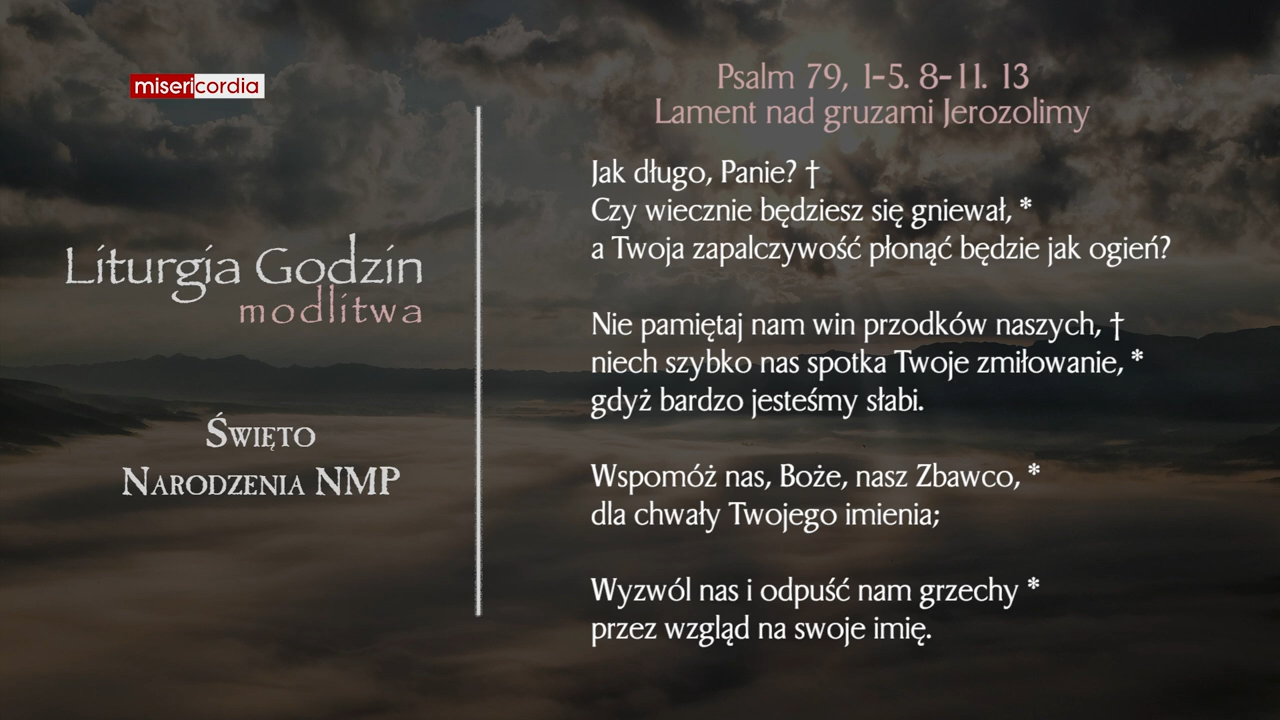 misericordia
Liturgia Godzin
modlitwa
Święto
Narodzenia NMP
Psalm 79, 1-5. 8-11. 13
Lament nad gruzami Jerozolimy
Jak długo, Panie? †
Czy wiecznie będziesz się gniewał, *
a Twoja zapalczywość płonąć będzie jak ogień?
Nie pamiętaj nam win przodków naszych, †
niech szybko nas spotka Twoje zmiłowanie, *
gdyż bardzo jesteśmy słabi.
Wspomóż nas, Boże, nasz Zbawco, *
dla chwały Twojego imienia;
Wyzwól nas i odpuść nam grzechy *
przez wzgląd na swoje imię.